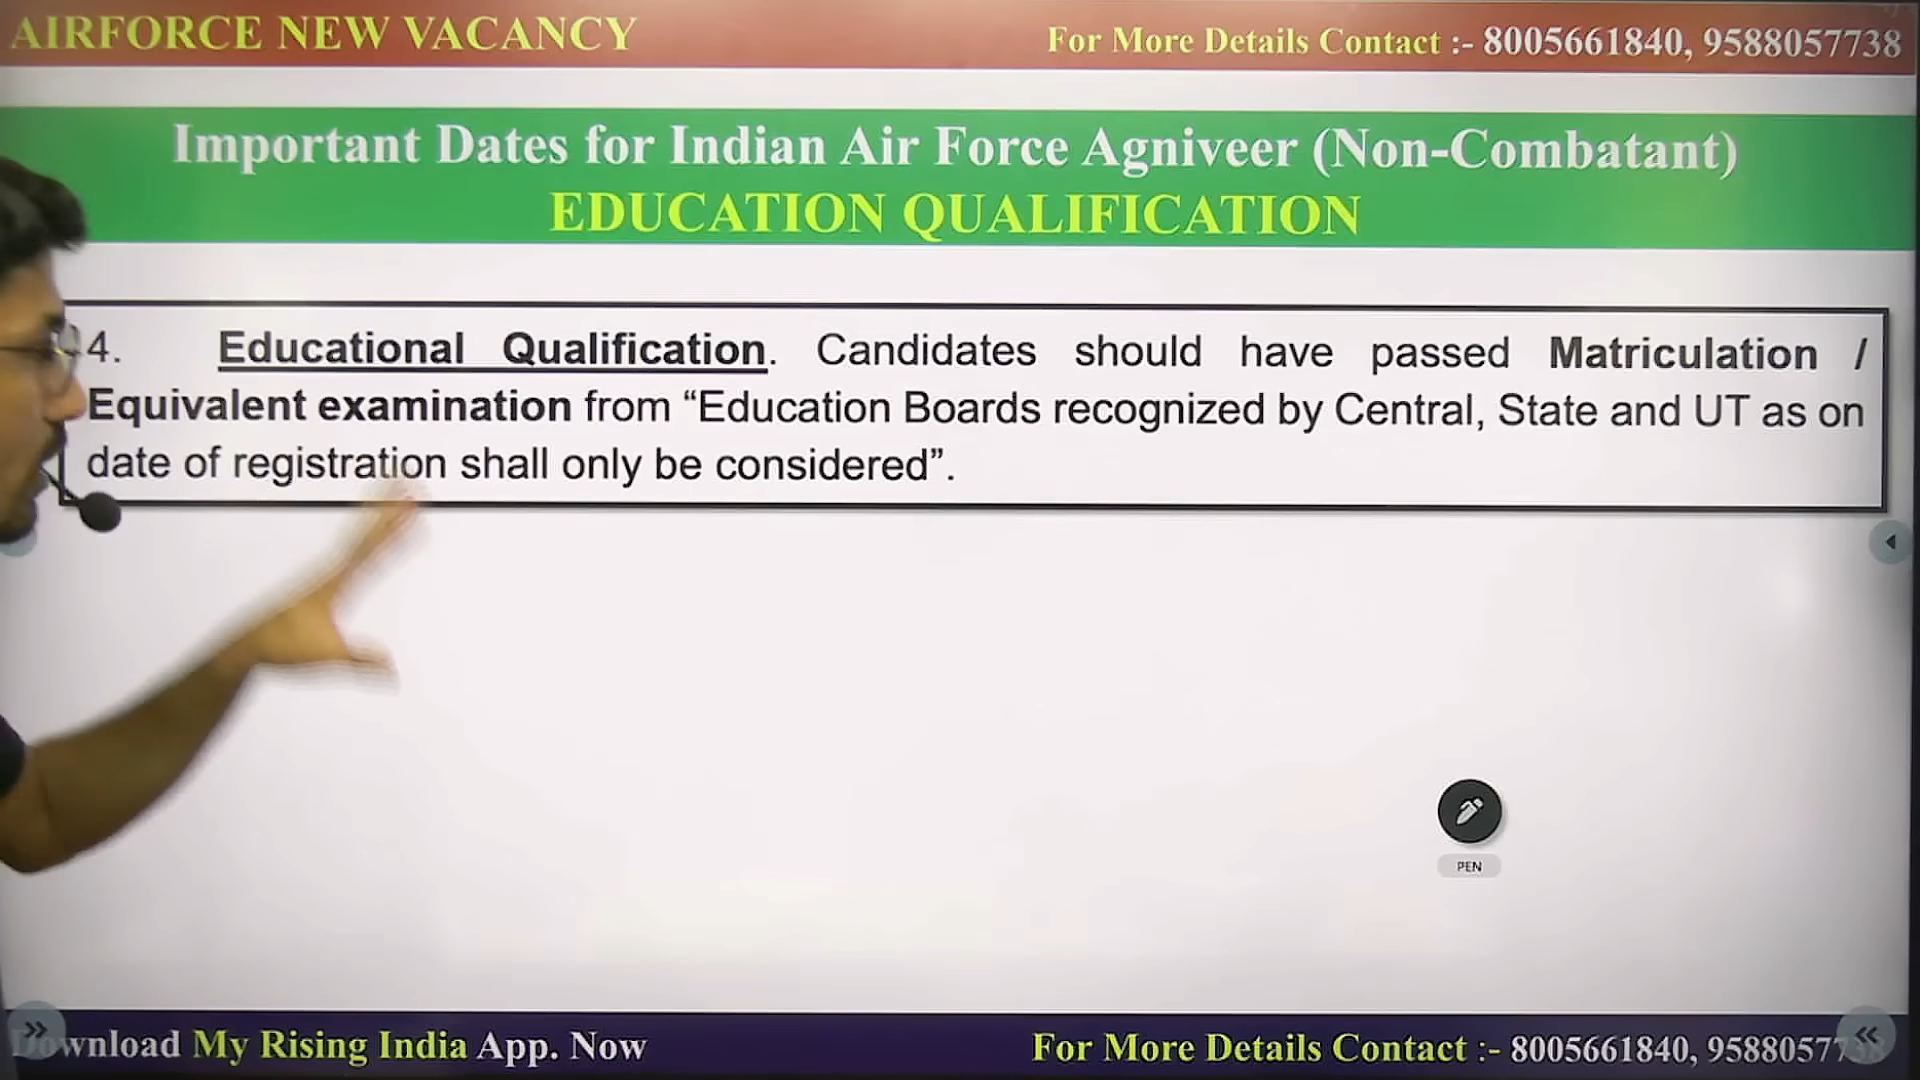 AIRFORCE NEW VACANCY
For More Details Contact :- 8005661840, 9588057738
Important Dates for Indian Air Force Agniveer (Non-Combatant)
EDUCATION QUALIFICATION
4. Educational Qualification. Candidates should have passed Matriculation /
Equivalent examination from “Education Boards recognized by Central, State and UT as on
date of registration shall only be considered”.
PEN
Download My Rising India App. Now
For More Details Contact :- 8005661840, 9588057738